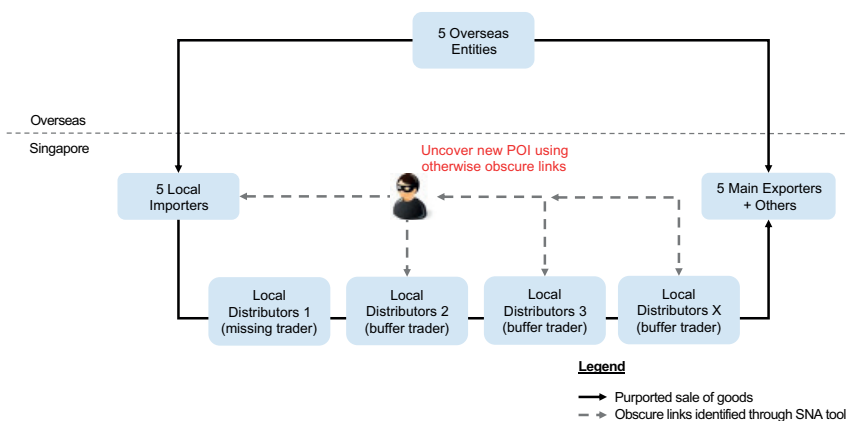 5 Overseas
Entities
Overseas
Singapore
Uncover new POI using
otherwise obscure links
5 Local
Importers
5 Main Exporters
+ Others
Local
Distributors 1
(missing trader)
Local
Distributors 2
(buffer trader)
Local
Distributors 3
(buffer trader)
Local
Distributors X
(buffer trader)
Legend
Purported sale of goods
Obscure links identified through SNA tool